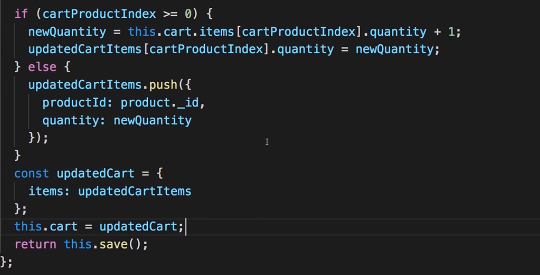 if (cartProductIndex >= 0) {
newQuantity = this.cart.items[cartProductIndex].quantity + 1;
updatedCartItems[cartProductIndex].quantity = newQuantity;
} else {
updatedCartItems.push({
productId: product._id,
quantity: newQuantity
});
}
const updatedCart = {
items: updatedCartItems
};
this.cart = updatedCart;
return this.save();
};